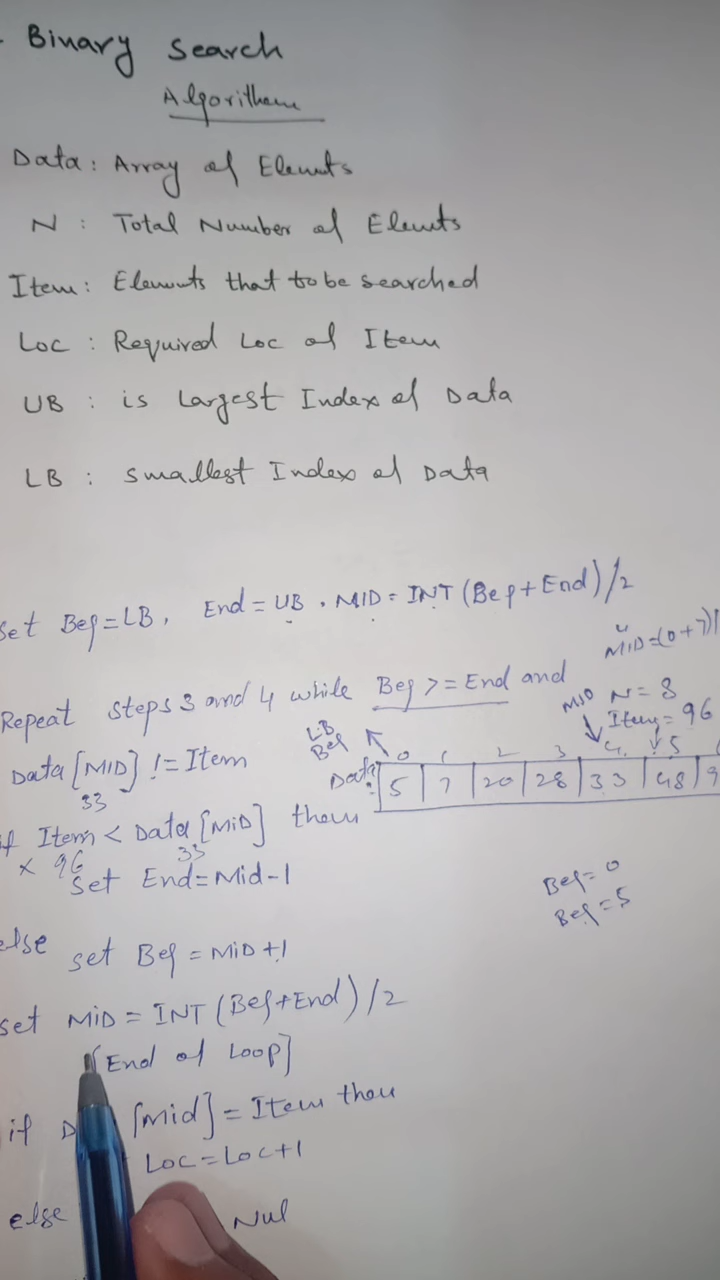 Binary Search
Algorithem
Data: Array of Elements
N : Total Number of Elements
Item: Elements that to be searched
Loc : Required Loc of Item
UB : is Largest Index of Data
LB : Smallest Index of Data
Set Beg=LB, End=UB, MID=INT(Beg+End)/2
MID=(0+7)/
Repeat Steps 3 and 4 while Beg >= End and
Data[MID] != Item
33
MID N=8
Item=96
LB
Beg
0 1 2 3 4 5
Data: 5 7 20 28 33 48 9
if Item < Data[MID] then
x 96 33
Set End=Mid-1
Beg=0
Beg=5
else set Beg=MID+1
set MID=INT(Beg+End)/2
[End of Loop]
if D [mid]=Item then
Loc=Loc+1
else Nul